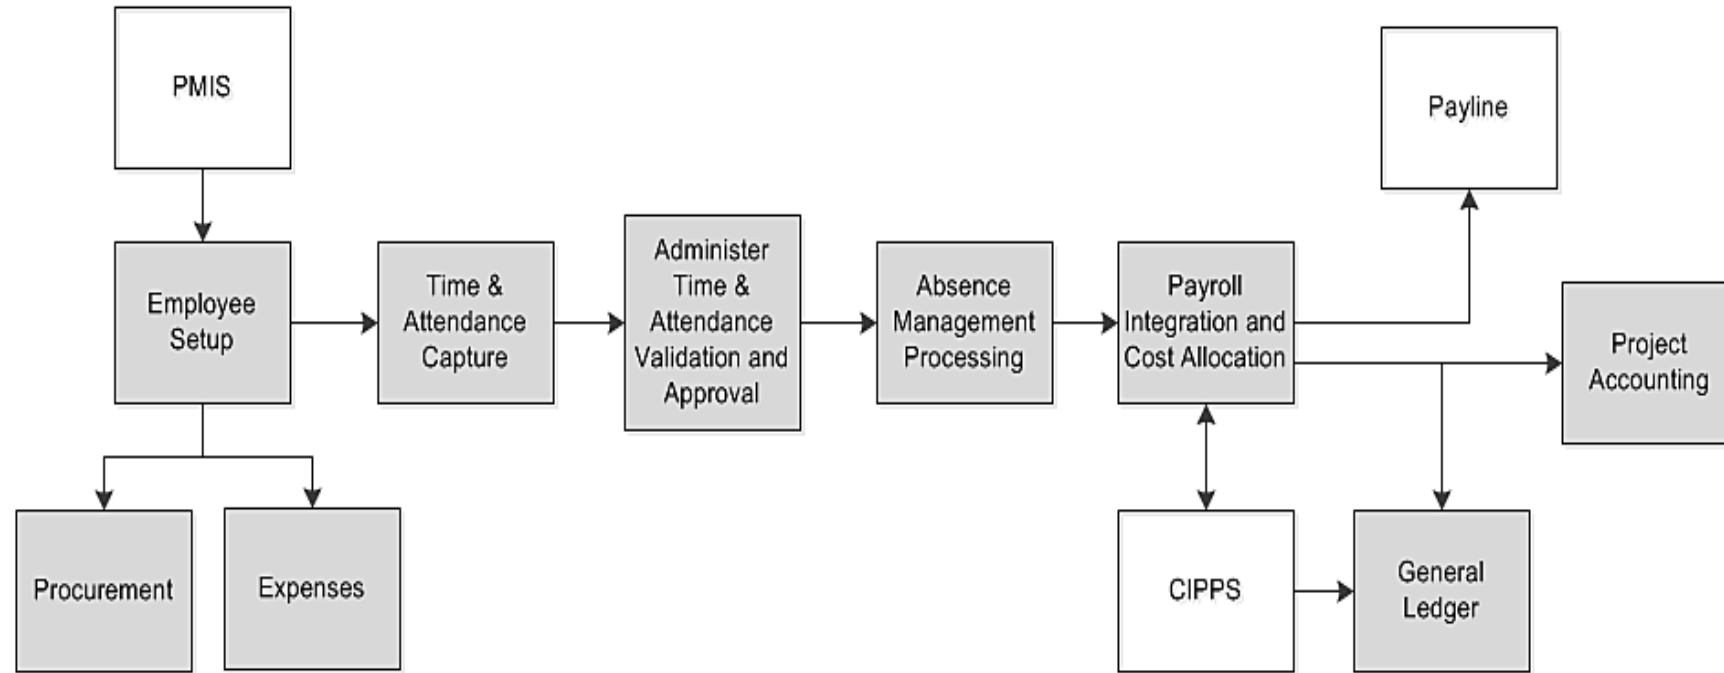 PMIS
Payline
Employee
Setup
Time &
Attendance
Capture
Administer
Time &
Attendance
Validation and
Approval
Absence
Management
Processing
Payroll
Integration and
Cost Allocation
Project
Accounting
Procurement
Expenses
CIPPS
General
Ledger